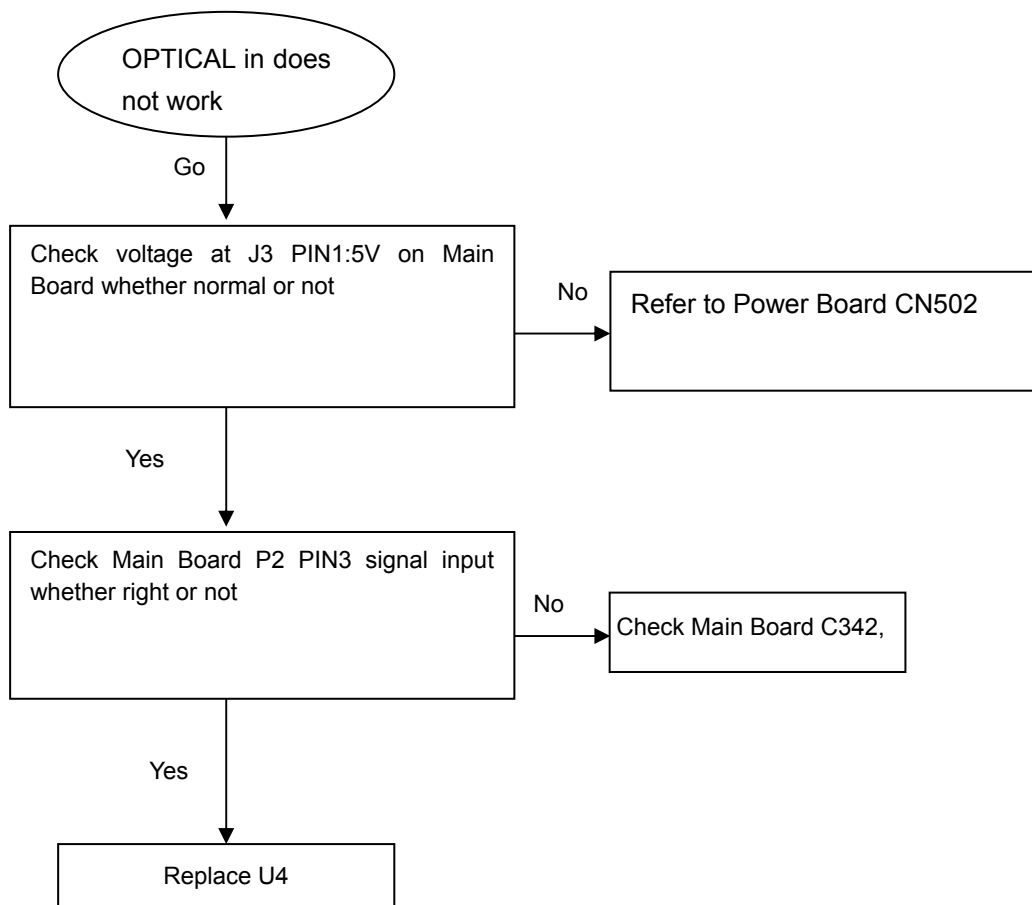 OPTICAL in does
not work
Go
Check voltage at J3 PIN1:5V on Main
Board whether normal or not
No
Refer to Power Board CN502
Yes
Check Main Board P2 PIN3 signal input
whether right or not
No
Check Main Board C342,
Yes
Replace U4